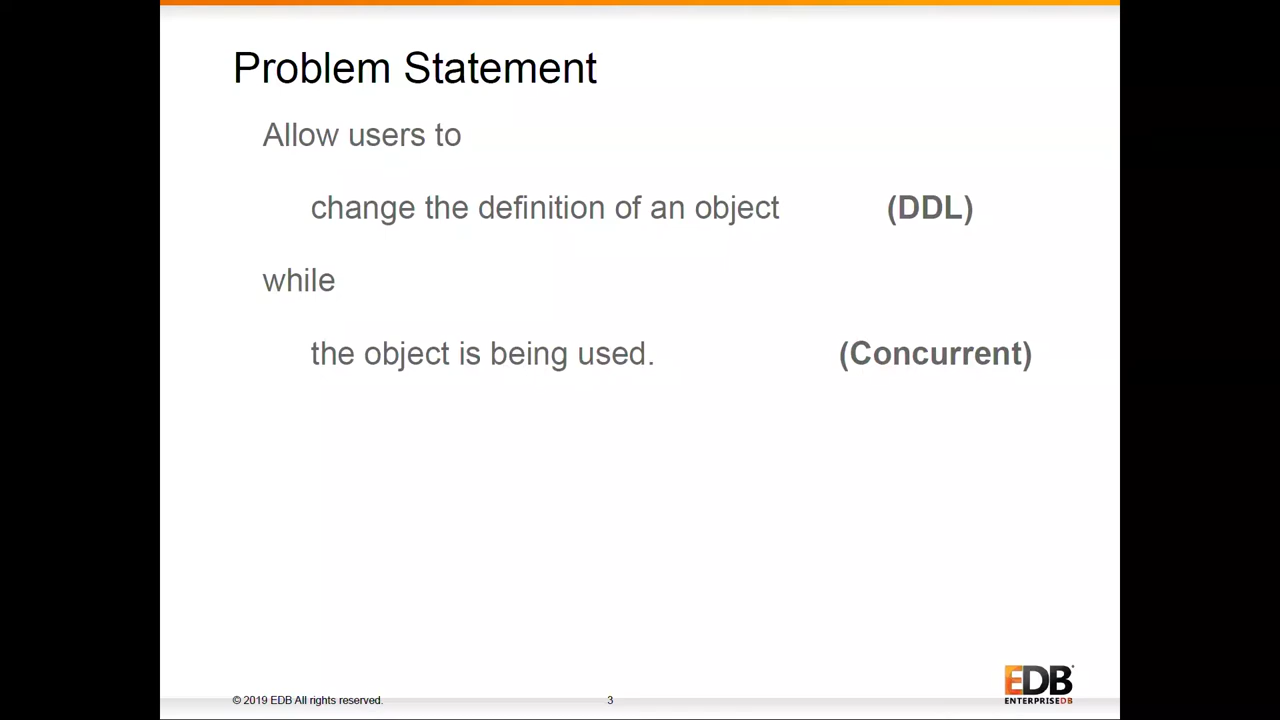 Problem Statement
Allow users to
change the definition of an object (DDL)
while
the object is being used. (Concurrent)
© 2019 EDB All rights reserved.
3
EDB
ENTERPRISEDB